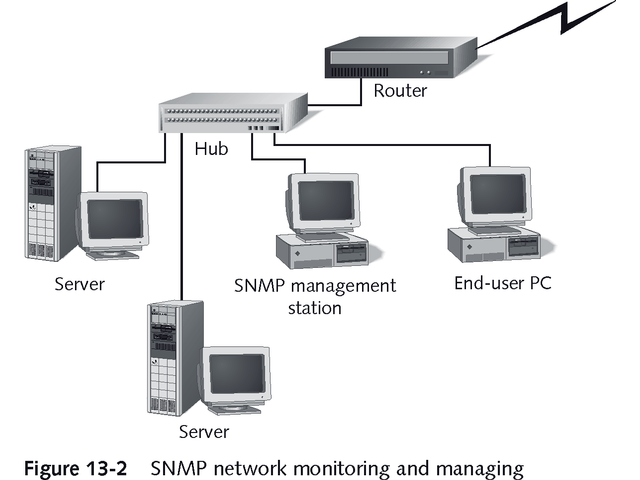 Router
Hub
Server
SNMP management
station
End-user PC
Server
Figure 13-2 SNMP network monitoring and managing